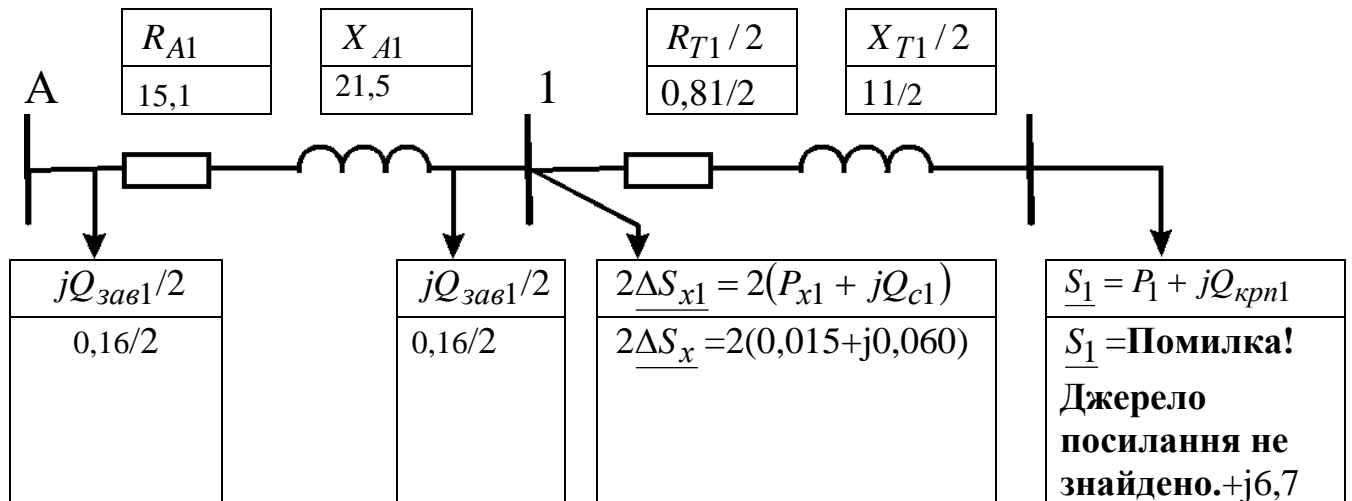 R_A1 X_A1 R_T1/2 X_T1/2
A 15,1 21,5 1 0,81/2 11/2
jQ_зав1/2 jQ_зав1/2 2ΔS_x1 = 2(P_x1 + jQ_c1) S_1 = P_1 + jQ_крп1
0,16/2 0,16/2 2ΔS_x =2(0,015+j0,060) S_1 =Помилка!
Джерело
посилання не
знайдено.+j6,7